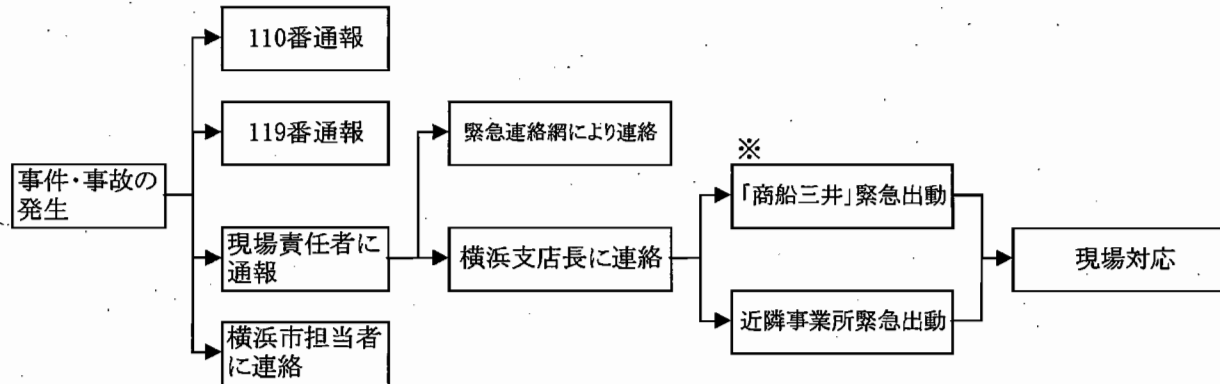 110番通報
119番通報
緊急連絡網により連絡
※
事件・事故の
発生
「商船三井」緊急出動
現場責任者に
通報
横浜支店長に連絡
現場対応
近隣事業所緊急出動
横浜市担当者
に連絡